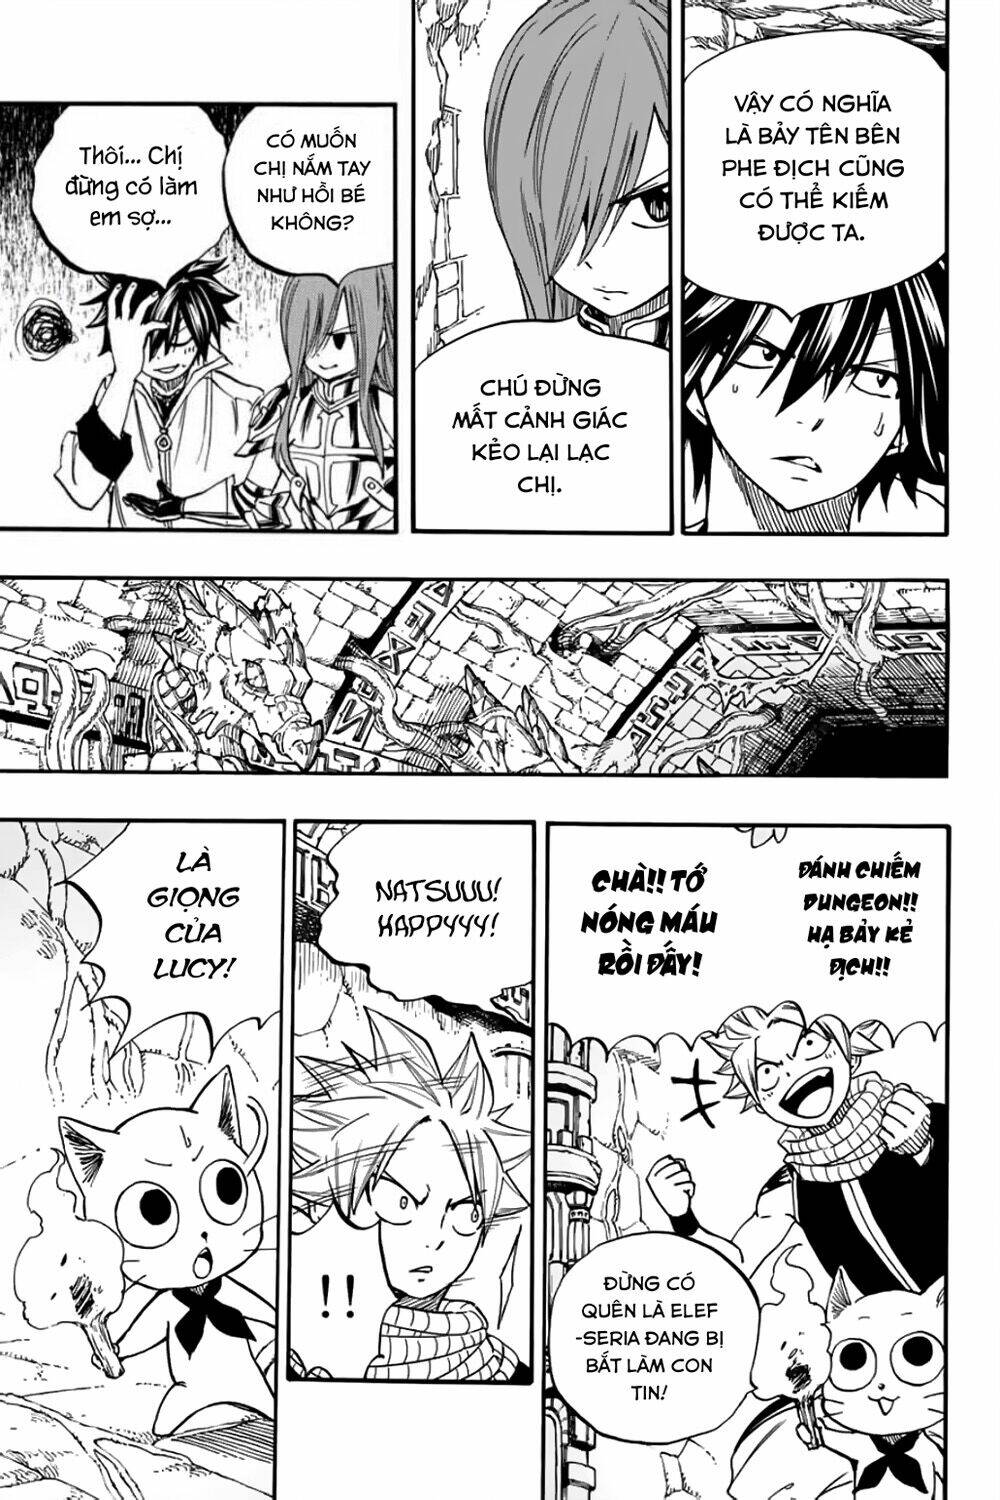 VẬY CÓ NGHĨA
LÀ BẢY TÊN BÊN
PHE ĐỊCH CŨNG
CÓ THỂ KIẾM
ĐƯỢC TA.
CHÚ ĐỪNG
MẤT CẢNH GIÁC
KẺO LẠI LẠC
CHỊ.
CÓ MUỐN
CHỊ NẮM TAY
NHƯ HỒI BÉ
KHÔNG?
Thôi... Chị
đừng có làm
em sợ...
ĐÁNH CHIẾM
DUNGEON!!
HẠ BẢY KẺ
ĐỊCH!!
CHÀ!! TỚ
NÓNG MÁU
RỒI ĐẤY!
ĐỪNG CÓ
QUÊN LÀ ELEF
-SERIA ĐANG BỊ
BẮT LÀM CON
TIN!
NATSUUU!
HAPPYYY!
!!
LÀ
GIỌNG
CỦA
LUCY!